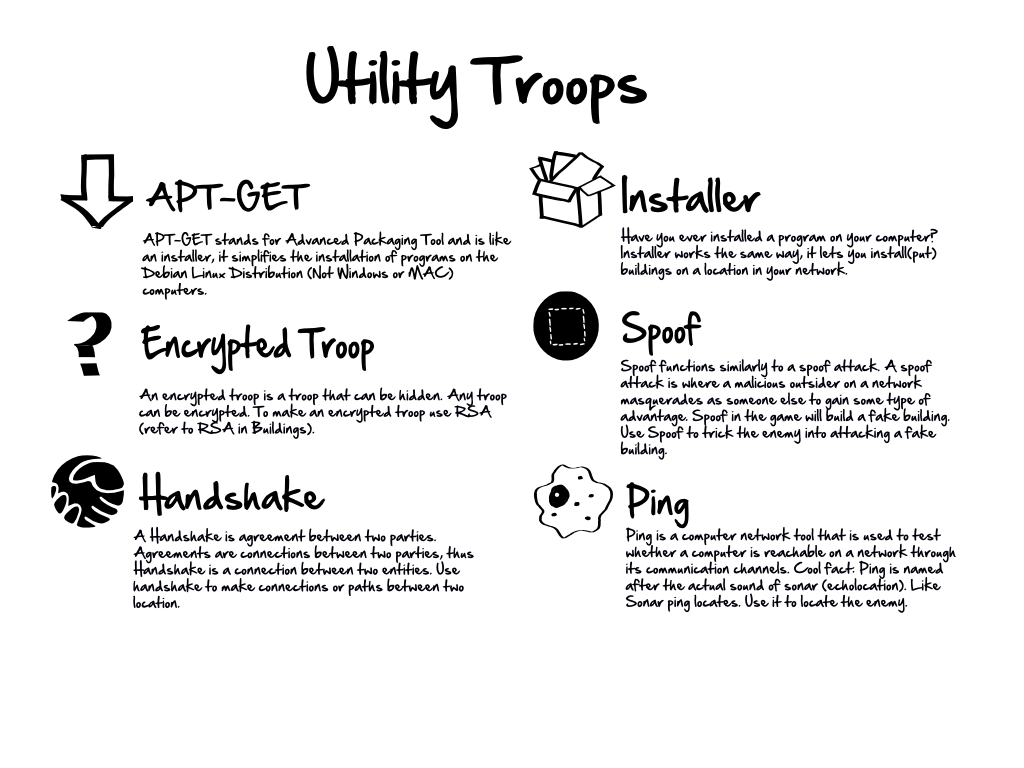 Utility Troops
APT-GET
APT-GET stands for Advanced Packaging Tool and is like
an installer, it simplifies the installation of programs on the
Debian Linux Distribution (Not Windows or MAC)
computers.
Encrypted Troop
An encrypted troop is a troop that can be hidden. Any troop
can be encrypted. To make an encrypted troop use RSA
(refer to RSA in Buildings).
Handshake
A Handshake is agreement between two parties.
Agreements are connections between two parties, thus
Handshake is a connection between two entities. Use
handshake to make connections or paths between two
location.
Installer
Have you ever installed a program on your computer?
Installer works the same way, it lets you install(put)
buildings on a location in your network.
Spoof
Spoof functions similarly to a spoof attack. A spoof
attack is where a malicious outsider on a network
masquerades as someone else to gain some type of
advantage. Spoof in the game will build a fake building.
Use Spoof to trick the enemy into attacking a fake
building.
Ping
Ping is a computer network tool that is used to test
whether a computer is reachable on a network through
its communication channels. Cool fact: Ping is named
after the actual sound of sonar (echolocation). Like
Sonar ping locates. Use it to locate the enemy.